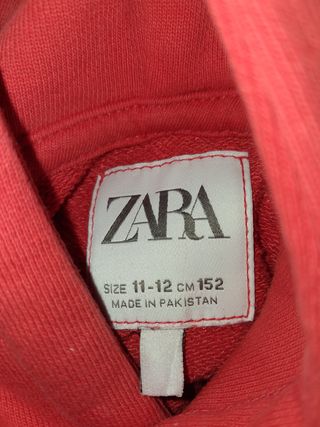 ZARA
SIZE 11-12 CM 152
MADE IN PAKISTAN